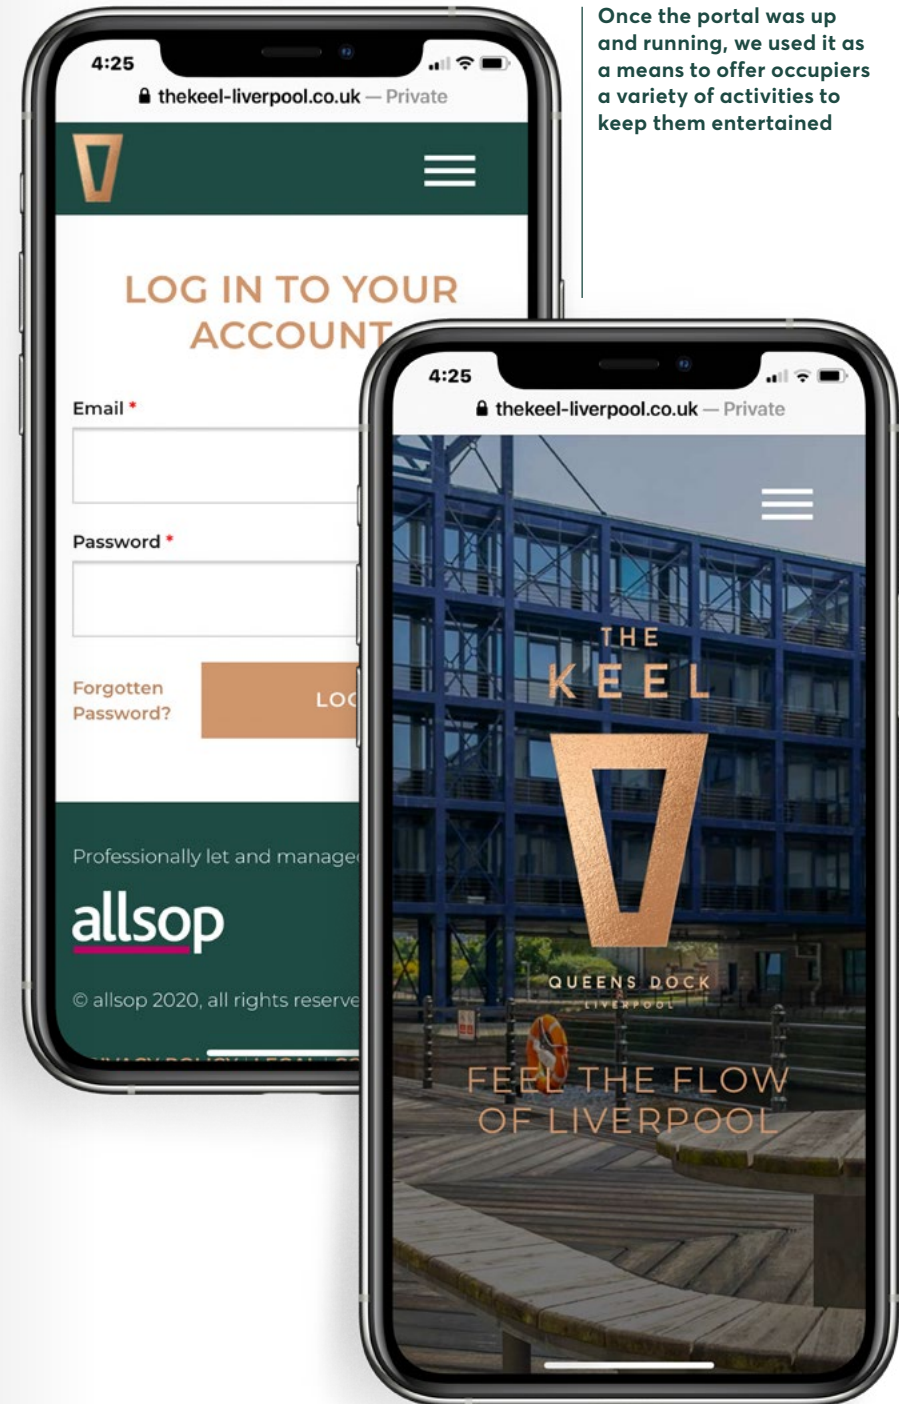 Once the portal was up
and running, we used it as
a means to offer occupiers
a variety of activities to
keep them entertained
4:25
thekeel-liverpool.co.uk — Private
LOG IN TO YOUR
ACCOUNT
Email *
Password *
Forgotten
Password?
LOG
Professionally let and managed
allsop
© allsop 2020, all rights reserve
4:25
thekeel-liverpool.co.uk — Private
THE
KEEL
QUEENS DOCK
LIVERPOOL
FEEL THE FLOW
OF LIVERPOOL